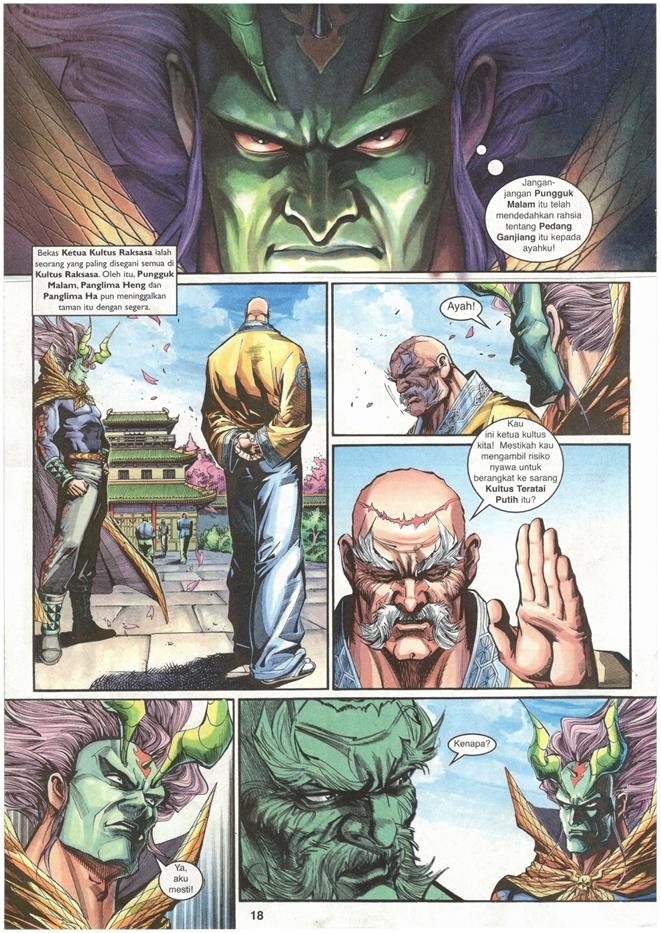 Jangan-
jangan Pungguk
Malam itu telah
mendedahkan rahsia
tentang Pedang
Ganjiang itu kepada
ayahku!
Bekas Ketua Kultus Raksasa ialah
seorang yang paling disegani semua di
Kultus Raksasa. Oleh itu, Pungguk
Malam, Panglima Heng dan
Panglima Ha pun meninggalkan
taman itu dengan segera.
Ayah!
Kau
ini ketua kultus
kita! Mestikah kau
mengambil risiko
nyawa untuk
berangkat ke sarang
Kultus Teratai
Putih itu?
Ya,
aku
mesti!
Kenapa?
18